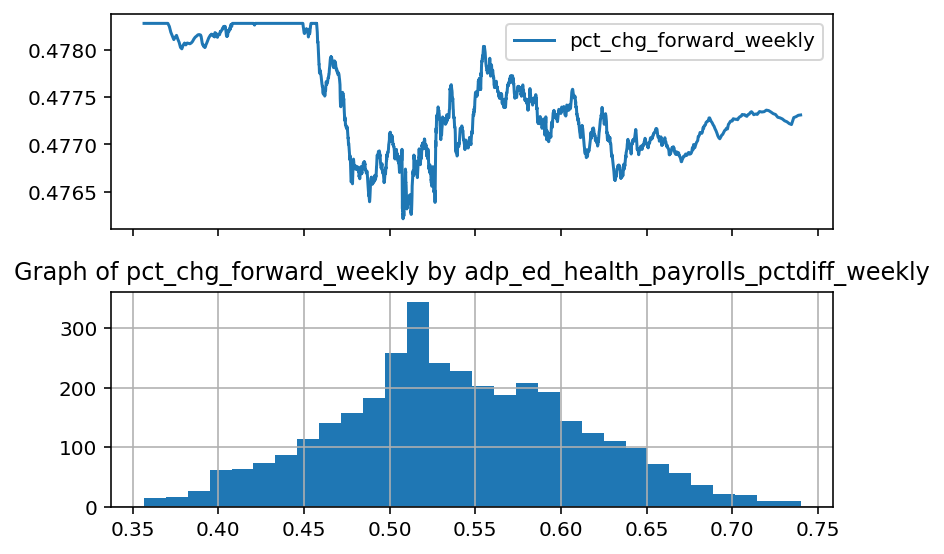 0.4780
0.4775
0.4770
0.4765
pct_chg_forward_weekly
Graph of pct_chg_forward_weekly by adp_ed_health_payrolls_pctdiff_weekly
300
200
100
0
0.35 0.40 0.45 0.50 0.55 0.60 0.65 0.70 0.75